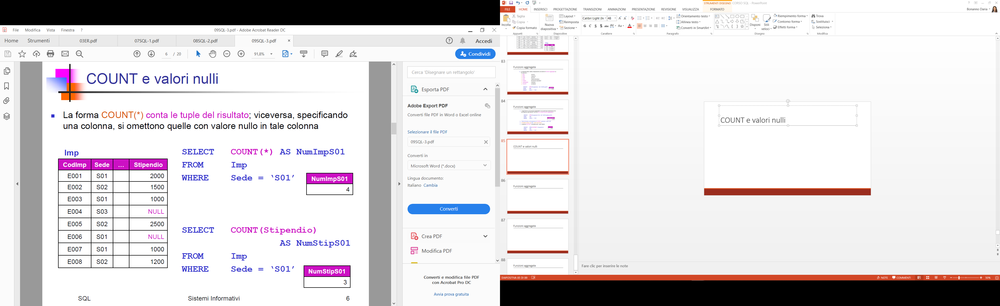 File Modifica Vista Finestra ?
09SQL-3.pdf - Adobe Acrobat Reader DC
Home Strumenti 03ER.pdf 07SQL-1.pdf 08SQL-2.pdf 09SQL-3.pdf × Accedi
6 / 20 91,8% Condividi
COUNT e valori nulli
La forma COUNT(*) conta le tuple del risultato; viceversa, specificando
una colonna, si omettono quelle con valore nullo in tale colonna
Imp
CodImp Sede ... Stipendio
E001 S01 2000
E002 S02 1500
E003 S01 1000
E004 S03 NULL
E005 S02 2500
E006 S01 NULL
E007 S01 1000
E008 S02 1200
SELECT COUNT(*) AS NumImpS01
FROM Imp
WHERE Sede = ‘S01’
NumImpS01
4
SELECT COUNT(Stipendio)
AS NumStipS01
FROM Imp
WHERE Sede = ‘S01’
NumStipS01
3
SQL Sistemi Informativi 6
Cerca 'Disegnare un rettangolo'
Esporta PDF
Adobe Export PDF
Converti file PDF in Word o Excel online
Selezionare il file PDF
09SQL-3.pdf
Converti in
Microsoft Word (*.docx)
Lingua documento:
Italiano Cambia
Converti
Crea PDF
Modifica PDF
Converti e modifica file PDF
con Acrobat Pro DC
Avvia prova gratuita
STRUMENTI DISEGNO CORSO SQL - PowerPoint
FILE HOME INSERISCI PROGETTAZIONE TRANSIZIONI ANIMAZIONI PRESENTAZIONE REVISIONE VISUALIZZA FORMATO
Bonanno Daria
Incolla
Taglia
Copia
Copia formato
Appunti
Nuova
diapositiva
Layout
Reimposta
Sezione
Diapositive
Calibri Light (In 48
G C S S abc AV Aa A
Carattere
Orientamento testo
Allinea testo
Converti in SmartArt
Paragrafo
Disponi
Stili
veloci
Riempimento forma
Contorno forma
Effetti forma
Disegno
Trova
Sostituisci
Seleziona
Modifica
83
Funzioni aggregate
84
Funzioni aggregate
85
COUNT e valori nulli
86
Funzioni aggregate
87
Funzioni aggregate
88
Funzioni aggregate
COUNT e valori nulli
Fare clic per inserire le note
DIAPOSITIVA 85 DI 89
NOTE COMMENTI 50%